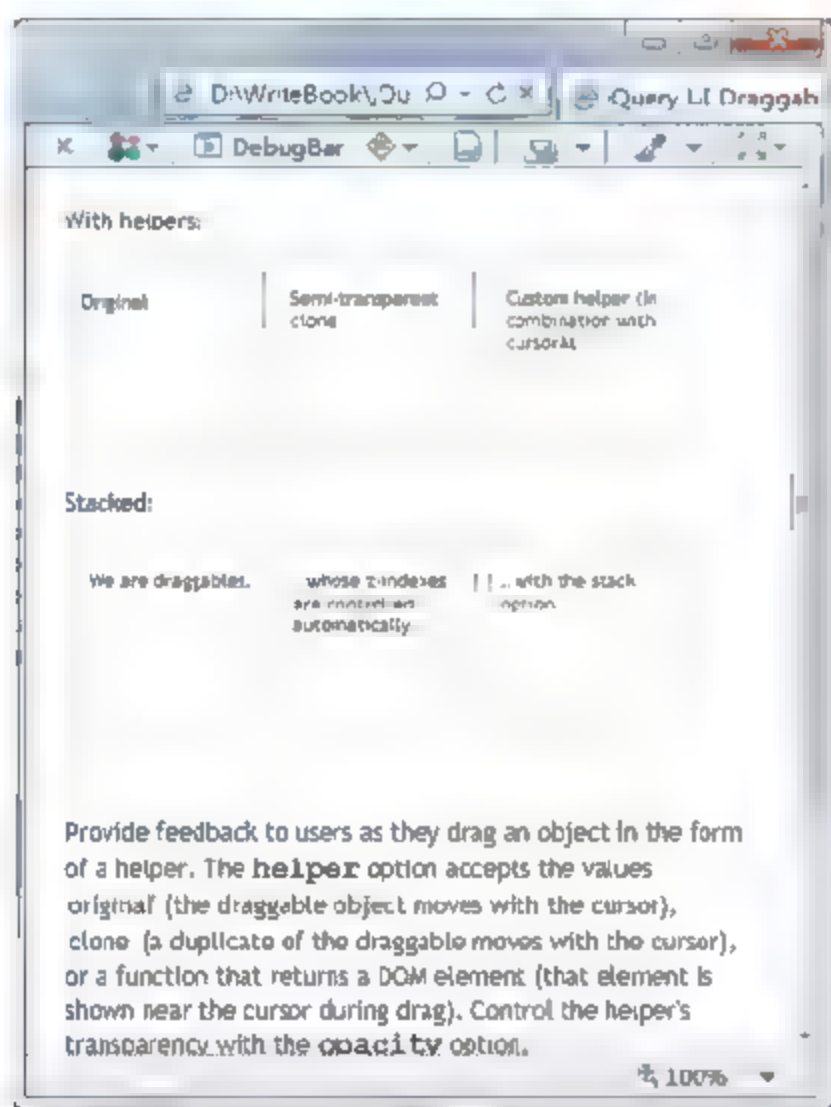 D:\WriteBook\,Qu
jQuery UI Draggab
DebugBar
With helpers:
Original
Semi-transparent
clone
Custom helper (in
combination with
cursorAt
Stacked:
We are draggables.
whose z-indexes
are controlled
automatically
..with the stack
option
Provide feedback to users as they drag an object in the form
of a helper. The helper option accepts the values
original' (the draggable object moves with the cursor),
clone (a duplicate of the draggable moves with the cursor),
or a function that returns a DOM element (that element is
shown near the cursor during drag). Control the helper's
transparency with the opacity option.
100%